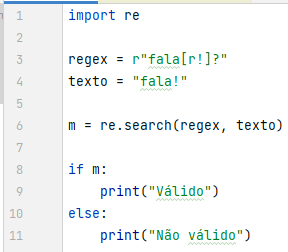 1 import re
2
3 regex = r"fala[r!]?"
4 texto = "fala!"
5
6 m = re.search(regex, texto)
7
8 if m:
9     print("Válido")
10 else:
11     print("Não válido")